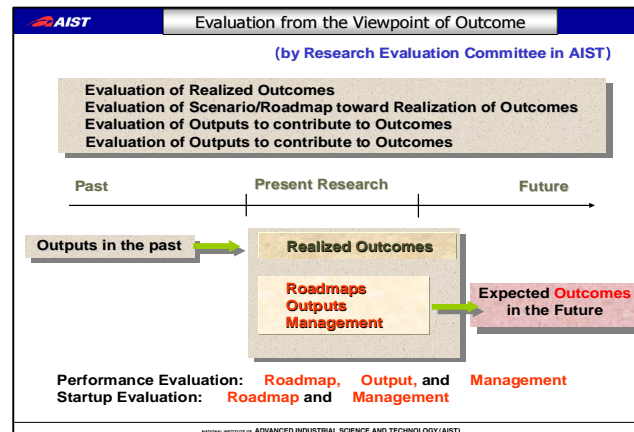 AIST
Evaluation from the Viewpoint of Outcome
(by Research Evaluation Committee in AIST)
Evaluation of Realized Outcomes
Evaluation of Scenario/Roadmap toward Realization of Outcomes
Evaluation of Outputs to contribute to Outcomes
Evaluation of Outputs to contribute to Outcomes
Past Present Research Future
Outputs in the past
Realized Outcomes
Roadmaps
Outputs
Management
Expected Outcomes
in the Future
Performance Evaluation: Roadmap, Output, and Management
Startup Evaluation: Roadmap and Management
NATIONAL INSTITUTE OF ADVANCED INDUSTRIAL SCIENCE AND TECHNOLOGY (AIST)